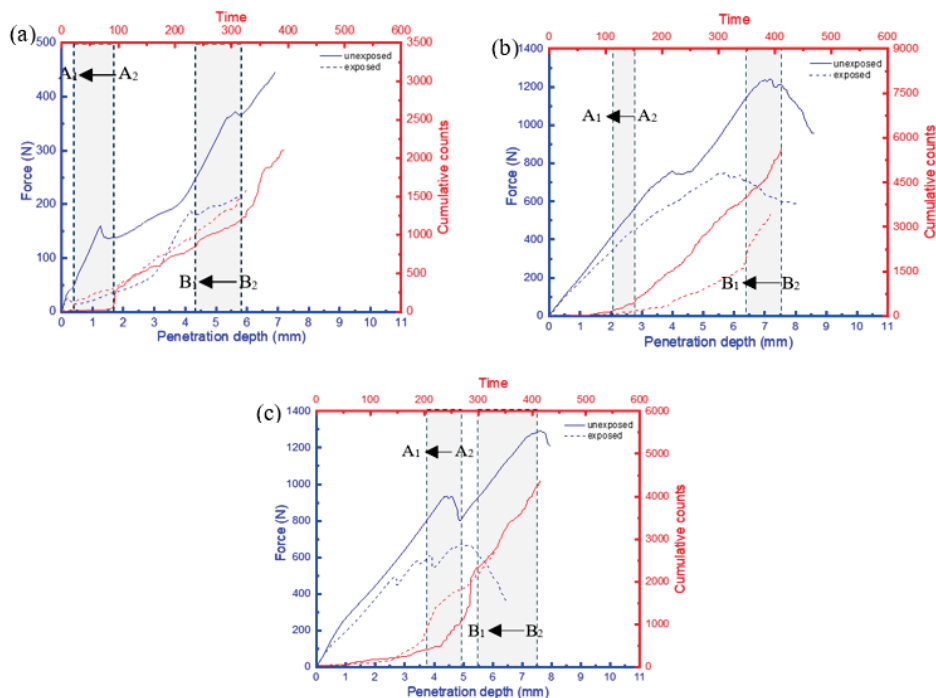 (a)
Time
0 100 200 300 400 500 600
500
400
300
200
100
0
Force (N)
3500
3000
2500
2000
1500
1000
500
0
Cumulative counts
unexposed
exposed
A1 A2
B1 B2
0 1 2 3 4 5 6 7 8 9 10 11
Penetration depth (mm)
(b)
Time
0 100 200 300 400 500 600
1400
1200
1000
800
600
400
200
0
Force (N)
9000
7500
6000
4500
3000
1500
0
Cumulative counts
unexposed
exposed
A1 A2
B1 B2
0 1 2 3 4 5 6 7 8 9 10 11
Penetration depth (mm)
(c)
Time
0 100 200 300 400 500 600
1400
1200
1000
800
600
400
200
0
Force (N)
6000
5000
4000
3000
2000
1000
0
Cumulative counts
unexposed
exposed
A1 A2
B1 B2
0 1 2 3 4 5 6 7 8 9 10 11
Penetration depth (mm)